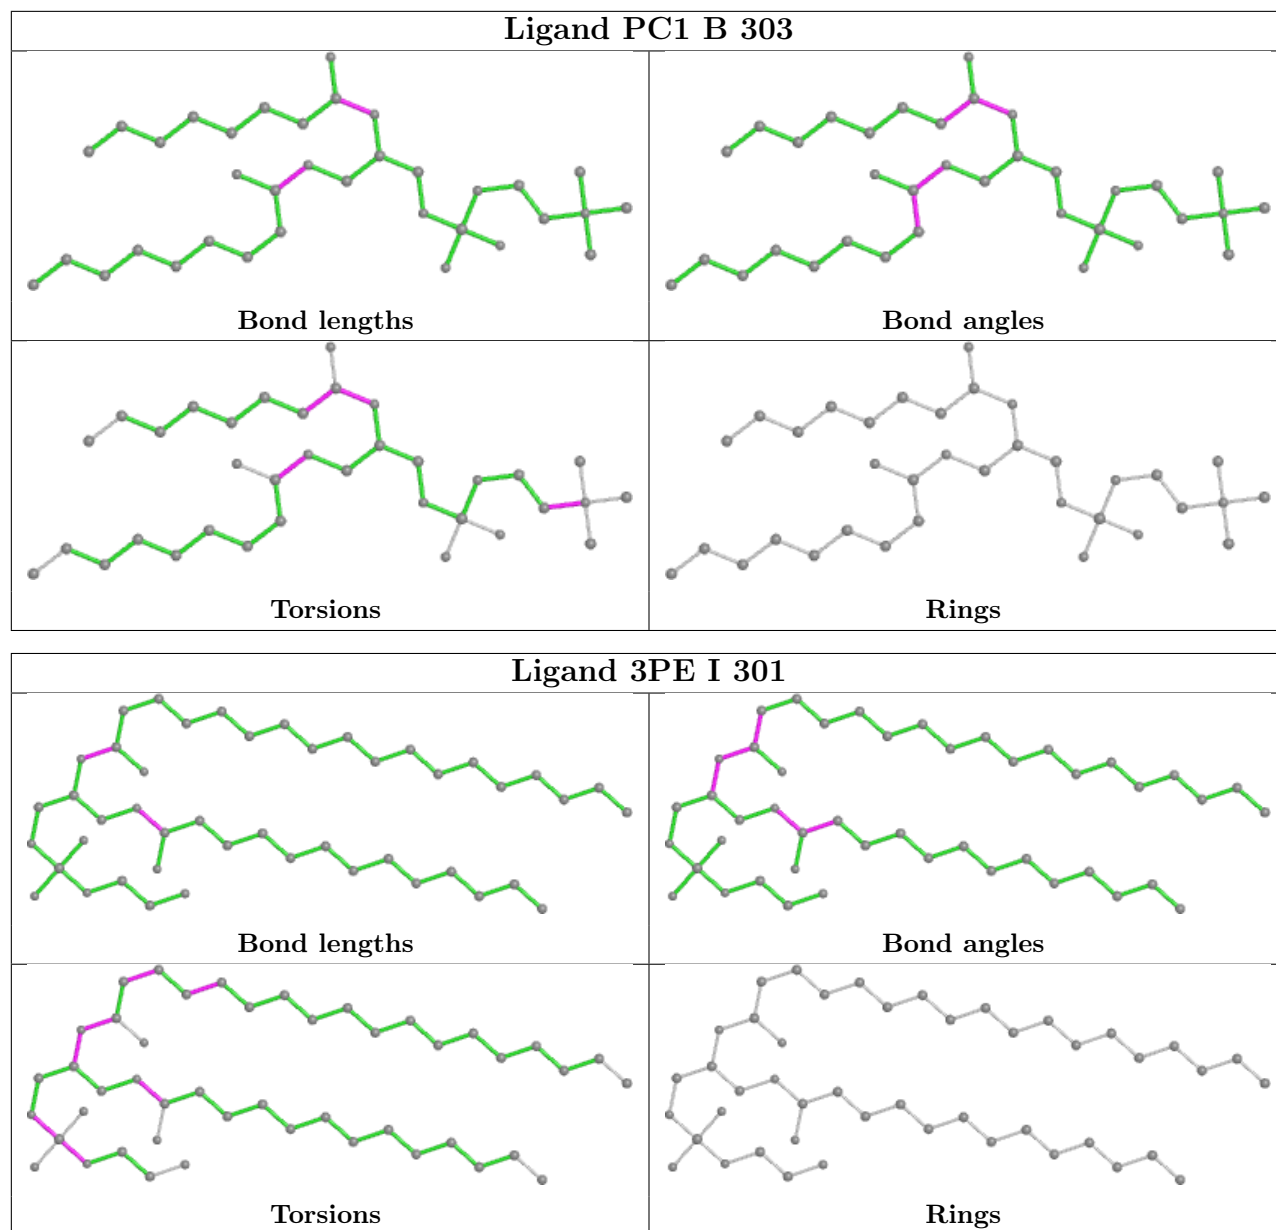 Ligand PC1 B 303
Bond lengths
Bond angles
Torsions
Rings
Ligand 3PE I 301
Bond lengths
Bond angles
Torsions
Rings